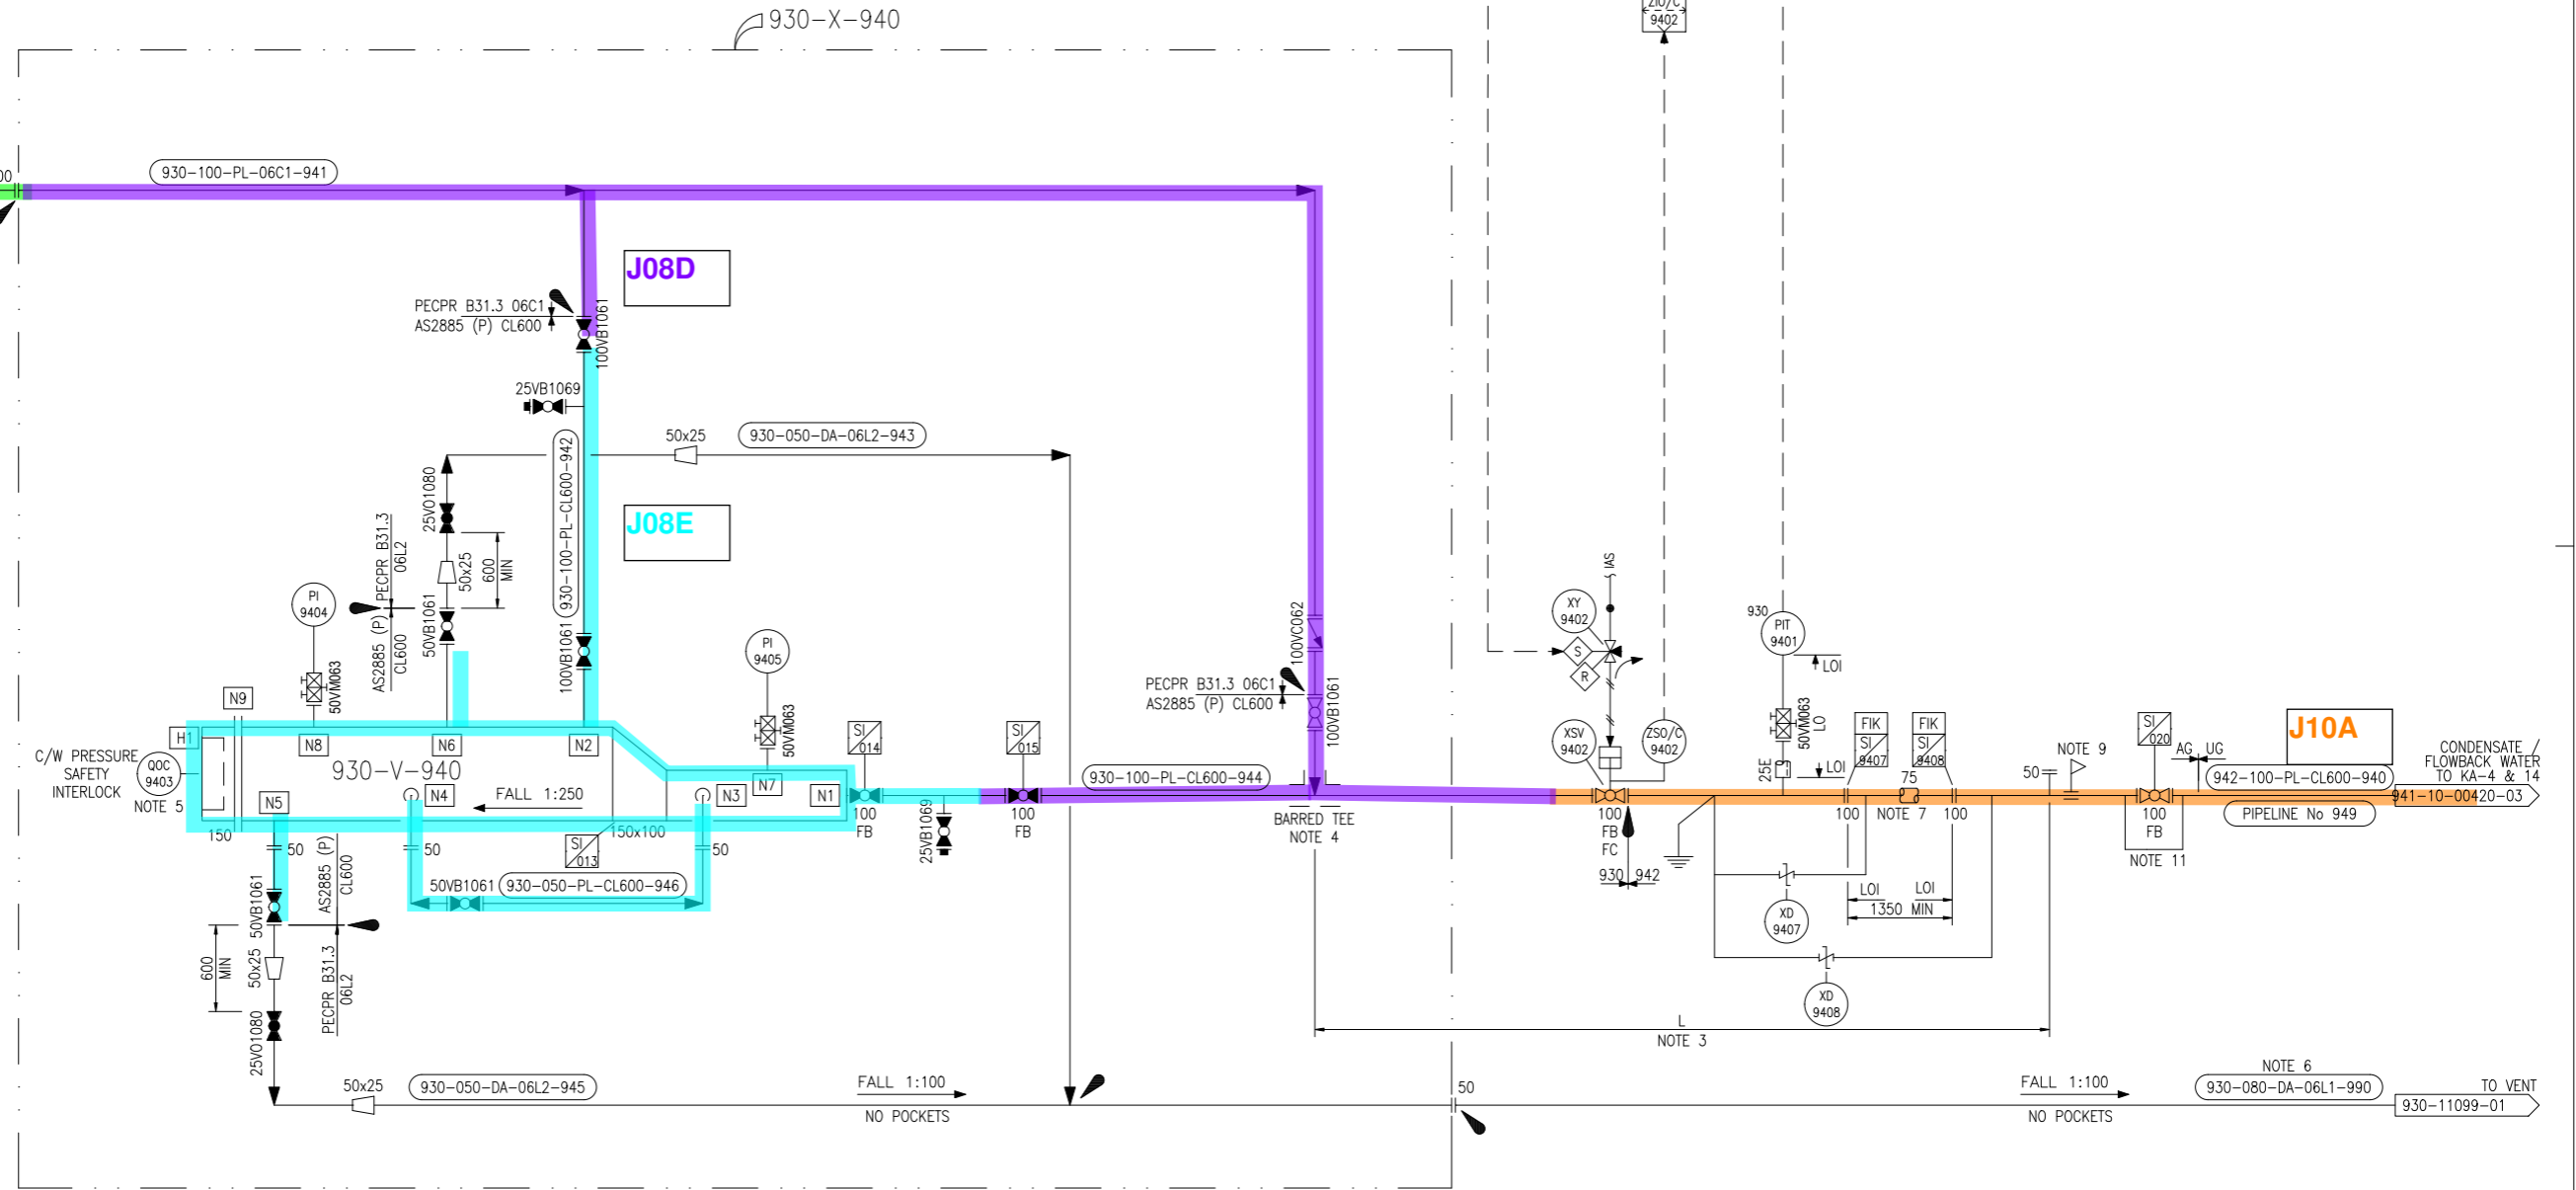 930-X-940
ZIO/C
9402
00
930-100-PL-06C1-941
J08D
PECPR B31.3 06C1
AS2885 (P) CL600
100VB1061
25VB1069
50x25
930-050-DA-06L2-943
930-100-PL-CL600-942
25VO1080
J08E
PECPR B31.3
06L2
50x25
600
MIN
AS2885 (P)
CL600
50VB1061
100VB1061
PI
9404
50VM063
PI
9405
50VM063
N9
H1
N8
N6
N2
N7
N1
C/W PRESSURE
SAFETY
INTERLOCK
QOC
9403
NOTE 5
930-V-940
N5
N4
N3
FALL 1:250
150
150x100
SI
013
50
50
50
SI
014
100
FB
25VB1069
SI
015
100
FB
930-100-PL-CL600-944
PECPR B31.3 06C1
AS2885 (P) CL600
100VC062
100VB1061
BARRED TEE
NOTE 4
50VB1061
930-050-PL-CL600-946
50VB1061
AS2885 (P)
CL600
600
MIN
50x25
PECPR B31.3
06L2
25VO1080
50x25
930-050-DA-06L2-945
FALL 1:100
NO POCKETS
50
IAS
XY
9402
S
R
XSV
9402
ZSO/C
9402
100
FB
FC
930
942
930
PIT
9401
LOI
50VM063
LO
25E
LOI
FIK
SI
9407
FIK
SI
9408
75
100
NOTE 7
100
LOI
LOI
1350 MIN
XD
9407
XD
9408
L
NOTE 3
50
NOTE 9
SI
020
100
FB
NOTE 11
AG
UG
J10A
942-100-PL-CL600-940
PIPELINE No 949
CONDENSATE /
FLOWBACK WATER
TO KA-4 & 14
941-10-00420-03
FALL 1:100
NO POCKETS
NOTE 6
930-080-DA-06L1-990
TO VENT
930-11099-01